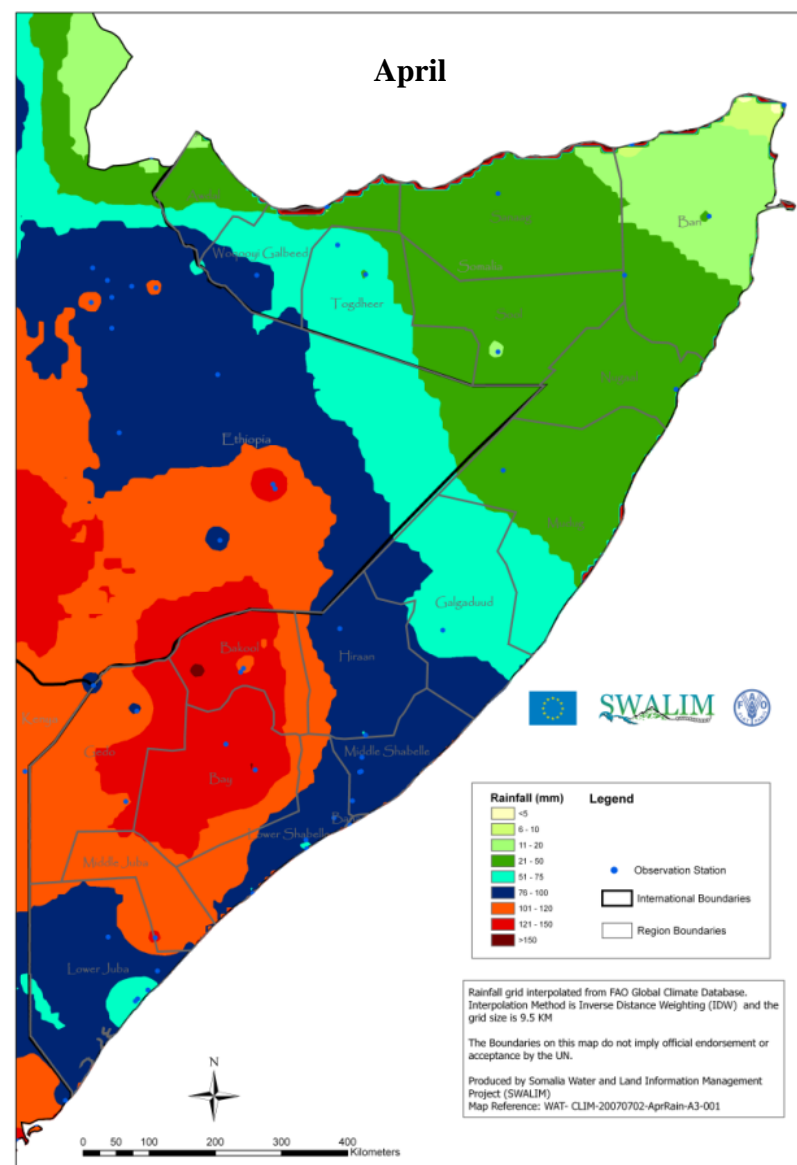 April
Awdal
Woqooyi Galbeed
Togdheer
Sanaag
Somalia
Sool
Bari
Nugaal
Mudug
Ethiopia
Galgaduud
Hiraan
Bakool
Kenya
Gedo
Bay
Middle Shabelle
Lower Shabelle
Middle Juba
Lower Juba
SWALIM
FAO
Rainfall (mm)
Legend
<5
6 - 10
11 - 20
21 - 50
51 - 75
76 - 100
101 - 120
121 - 150
>150
Observation Station
International Boundaries
Region Boundaries
Rainfall grid interpolated from FAO Global Climate Database.
Interpolation Method is Inverse Distance Weighting (IDW) and the
grid size is 9.5 KM
The Boundaries on this map do not imply official endorsement or
acceptance by the UN.
Produced by Somalia Water and Land Information Management
Project (SWALIM)
Map Reference: WAT- CLIM-20070702-AprRain-A3-001
N
0 50 100 200 300 400
Kilometers